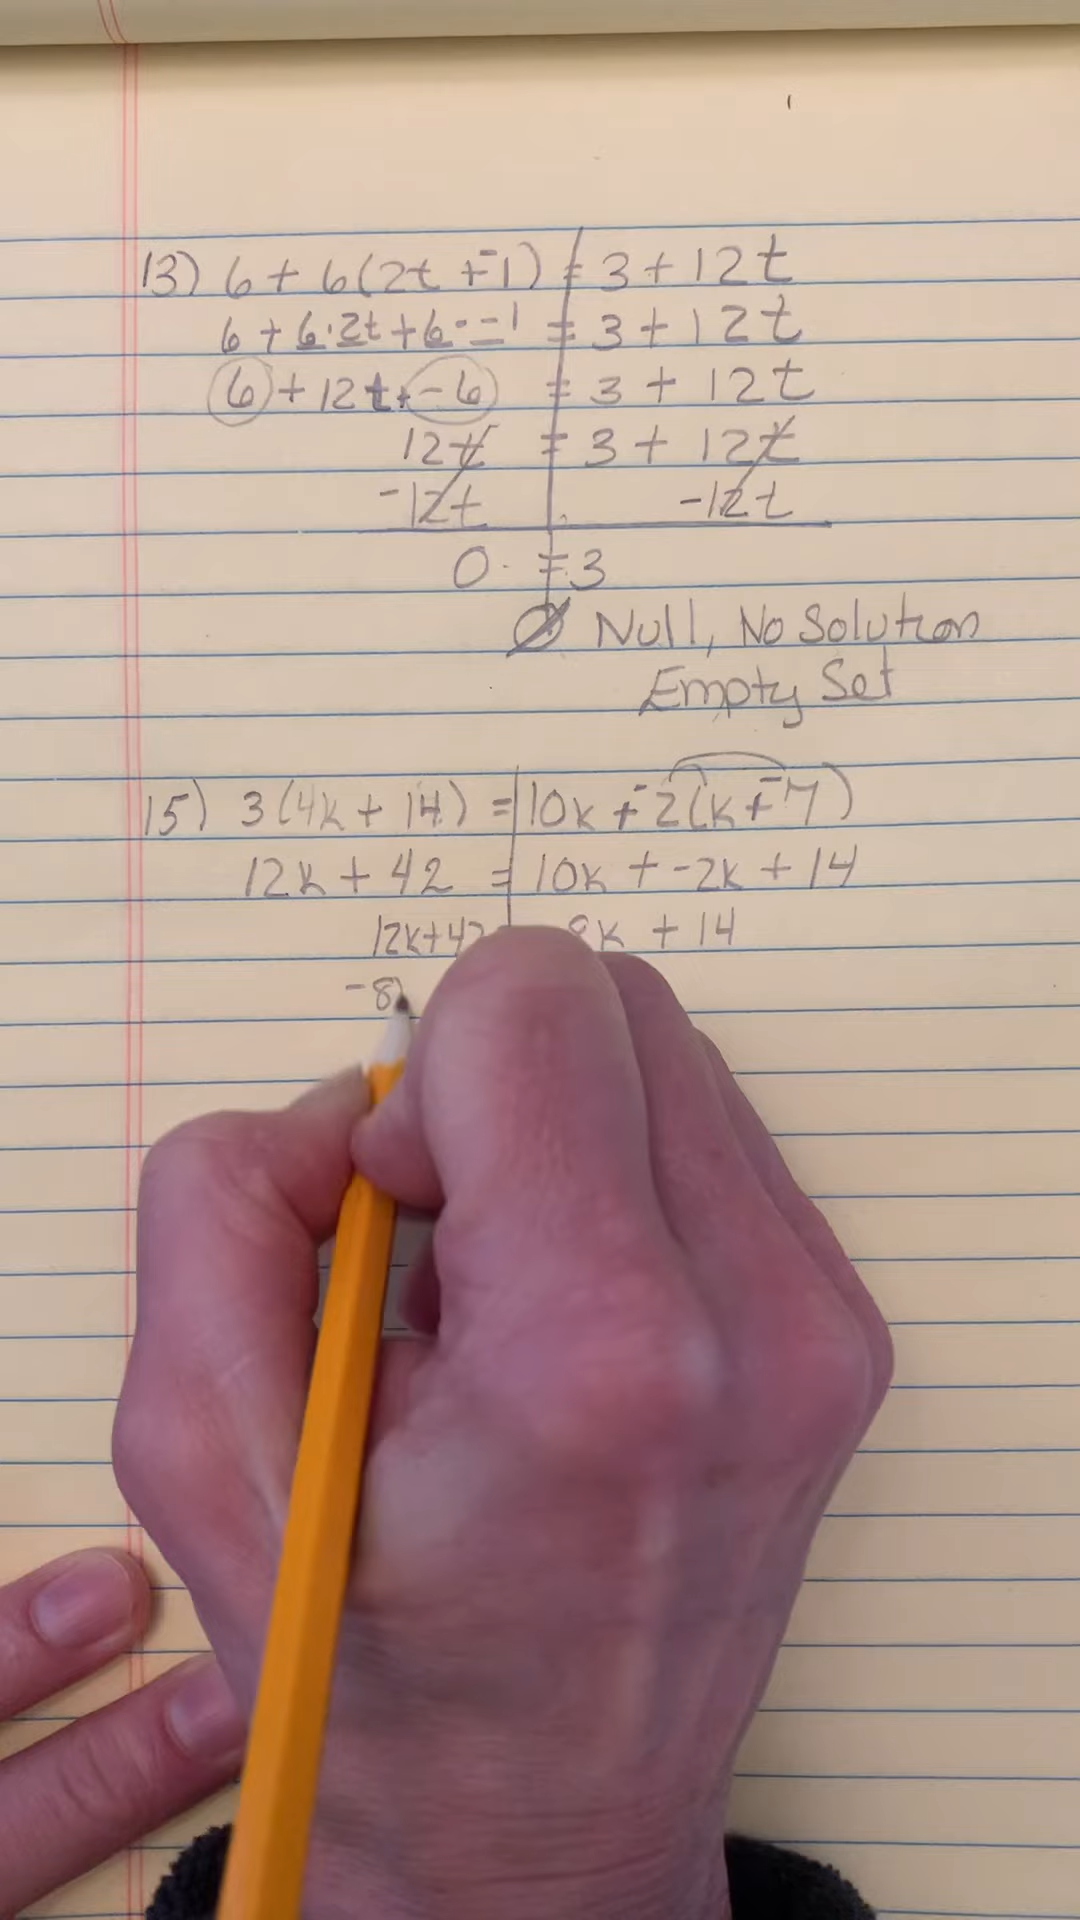 13) 6 + 6(2t + -1) = 3 + 12t
6 + 6·2t + 6·-1 = 3 + 12t
6 + 12t + -6 = 3 + 12t
12t = 3 + 12t
-12t -12t
0 = 3
∅ Null, No Solution
Empty Set
15) 3(4k + 14) = 10k + -2(k + -7)
12k + 42 = 10k + -2k + 14
12k+42 8k + 14
-8